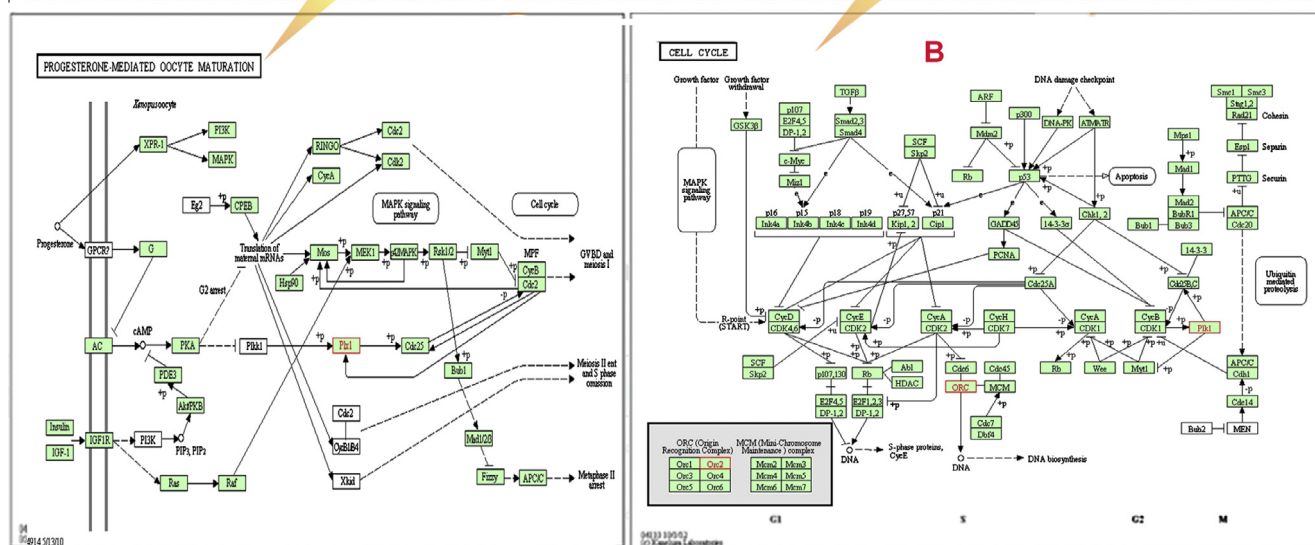 PROGESTERONE-MEDIATED OOCYTE MATURATION
Xenopus oocyte
XPR-1
PI3K
MAPK
RINGO
Cdc2
Cdk2
CycA
Eg2
+p
CPEB
MAPK signaling
pathway
Cell cycle
Progesterone
GPCR?
G
Translation of
maternal mRNAs
Mos
+p
MEK1
+p
p42MAPK
+p
Rsk1/2
+p
Myt1
MPF
CycB
Cdc2
GVBD and
meiosis I
Hsp90
+p
+p
+p
G2 arrest
-p
+p
cAMP
AC
PKA
Plkk1
+p
Plx1
+p
Cdc25
PDE3
+p
Akt/PKB
Bub1
Meiosis II ent
and S phase
omission
+p
Cdc2
Insulin
IGF-1
IGF1R
PI3K
PIP3, PIP2
Mad1/2/3
Xkid
Ras
Raf
Fizzy
APC/C
Metaphase II
arrest
4914 5/13/10
B
CELL CYCLE
Growth factor
Growth factor
withdrawal
GSK3β
p107
E2F4,5
DP-1,2
TGFβ
Smad2,3
Smad4
c-Myc
Miz1
SCF
Skp2
ARF
Mdm2
Rb
p300
DNA damage checkpoint
DNA-PK
ATM/ATR
+p
p53
+p
Apoptosis
Mps1
+p
Mad1
Mad2
BubR1
Bub3
Bub1
Smc1
Smc3
Stag1,2
Rad21
Cohesin
Esp1
Separin
PTTG
Securin
+u
APC/C
Cdc20
MAPK
signaling
pathway
e
e
+u
e
e
e
+p
p16
p15
p18
p19
p27,57
p21
Ink4a
Ink4b
Ink4c
Ink4d
Kip1, 2
Cip1
GADD45
14-3-3σ
Chk1, 2
PCNA
+p
14-3-3
Cdc25A
Cdc25B,C
Ubiquitin
mediated
proteolysis
R-point
(START)
+p
CycD
CDK4,6
-p
+u
CycE
CDK2
-p
CycA
CDK2
-p
CycH
CDK7
-p
CycA
CDK1
CycB
CDK1
-p
+p
Plk1
SCF
Skp2
+p
+p
p107,130
E2F4,5
DP-1,2
Rb
E2F1,2,3
DP-1,2
Abl
HDAC
+p
+p
Cdc6
ORC
Cdc45
MCM
+p
Cdc7
Dbf4
+p
Rb
+p
Wee
+p
Myt1
+p
+u
+p
APC/C
Cdh1
-p
Cdc14
Bub2
MEN
DNA
S-phase proteins,
CycE
DNA
DNA biosynthesis
ORC (Origin
Recognition Complex)
MCM (Mini-Chromosome
Maintenance ) complex
Orc1
Orc2
Mcm2
Mcm3
Orc3
Orc4
Mcm4
Mcm5
Orc5
Orc6
Mcm6
Mcm7
G1
S
G2
M
(c) Kanehisa Laboratories